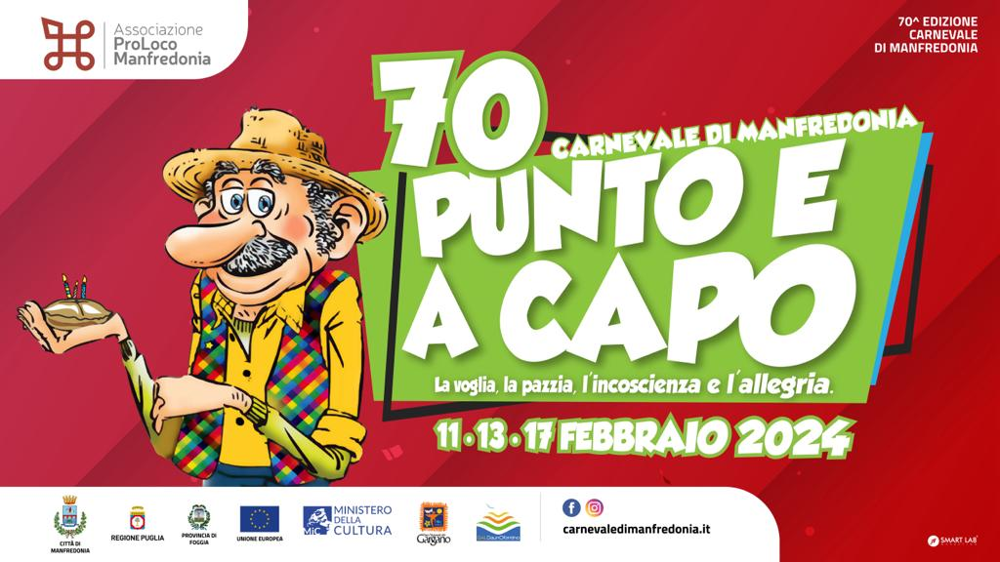 Associazione
ProLoco
Manfredonia
70^ EDIZIONE
CARNEVALE
DI MANFREDONIA
70
CARNEVALE DI MANFREDONIA
PUNTO E
A CAPO
La voglia, la pazzia, l'incoscienza e l'allegria.
11 • 13 • 17 FEBBRAIO 2024
CITTÀ DI
MANFREDONIA
REGIONE PUGLIA
PROVINCIA DI
FOGGIA
UNIONE EUROPEA
MiC
MINISTERO
DELLA
CULTURA
Gargano
GAL DaunOfantino
carnevaledimanfredonia.it
SMART LAB